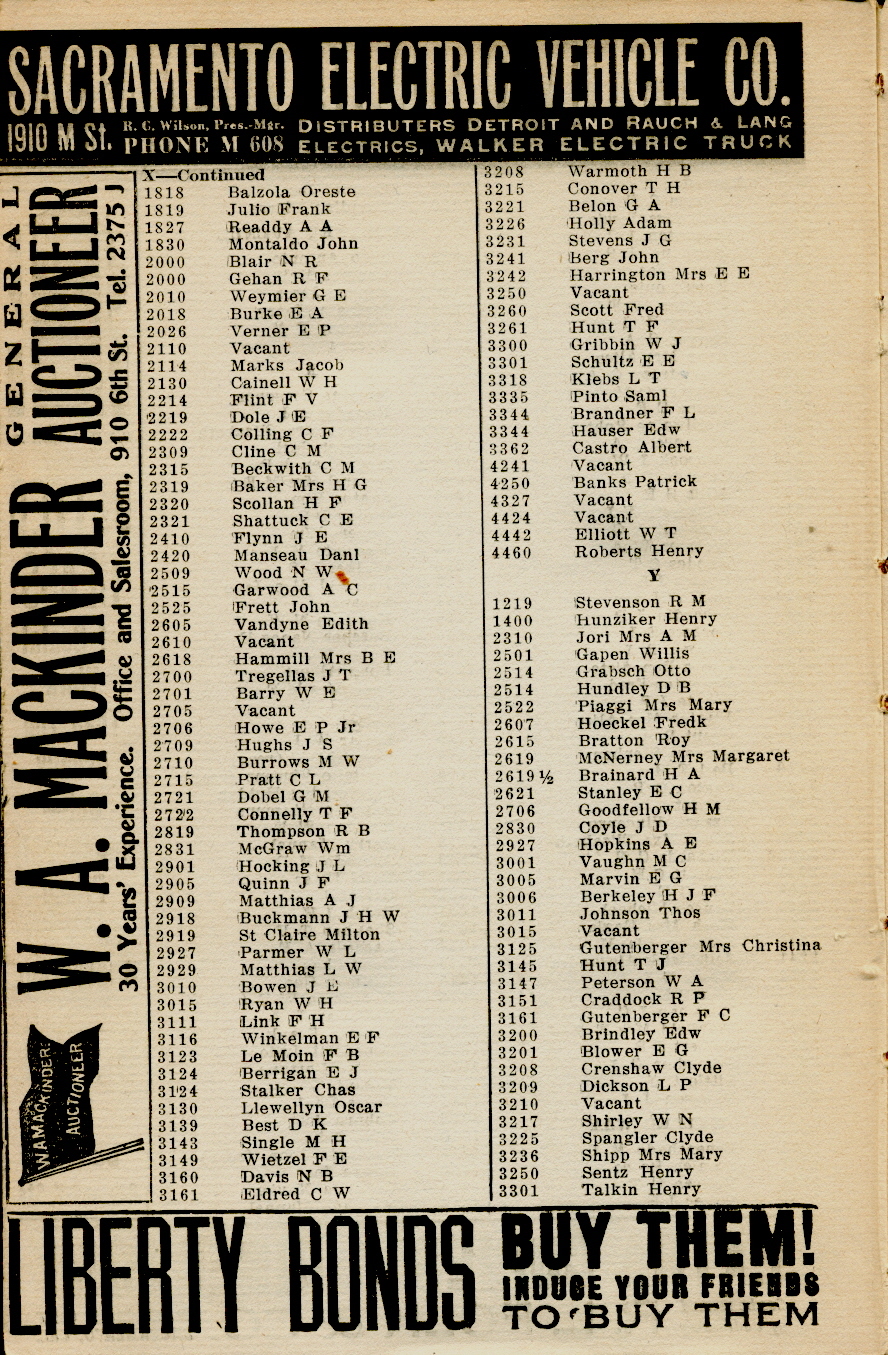 SACRAMENTO ELECTRIC VEHICLE CO.
1910 M St. R. C. Wilson, Pres.-Mgr. PHONE M 608 DISTRIBUTERS DETROIT AND RAUCH & LANG
ELECTRICS, WALKER ELECTRIC TRUCK
GENERAL
W. A. MACKINDER AUCTIONEER
30 Years' Experience. Office and Salesroom, 910 6th St. Tel. 2375 J
W.A.MACKINDER
AUCTIONEER
X—Continued
1818 Balzola Oreste
1819 Julio Frank
1827 Readdy A A
1830 Montaldo John
2000 Blair N R
2000 Gehan R F
2010 Weymier G E
2018 Burke E A
2026 Verner E P
2110 Vacant
2114 Marks Jacob
2130 Cainell W H
2214 Flint F V
2219 Dole J E
2222 Colling C F
2309 Cline C M
2315 Beckwith C M
2319 Baker Mrs H G
2320 Scollan H F
2321 Shattuck C E
2410 Flynn J E
2420 Manseau Danl
2509 Wood N W
2515 Garwood A C
2525 Frett John
2605 Vandyne Edith
2610 Vacant
2618 Hammill Mrs B E
2700 Tregellas J T
2701 Barry W E
2705 Vacant
2706 Howe E P Jr
2709 Hughs J S
2710 Burrows M W
2715 Pratt C L
2721 Dobel G M
2722 Connelly T F
2819 Thompson R B
2831 McGraw Wm
2901 Hocking J L
2905 Quinn J F
2909 Matthias A J
2918 Buckmann J H W
2919 St Claire Milton
2927 Parmer W L
2929 Matthias L W
3010 Bowen J E
3015 Ryan W H
3111 Link F H
3116 Winkelman E F
3123 Le Moin F B
3124 Berrigan E J
3124 Stalker Chas
3130 Llewellyn Oscar
3139 Best D K
3143 Single M H
3149 Wietzel F E
3160 Davis N B
3161 Eldred C W
3208 Warmoth H B
3215 Conover T H
3221 Belon G A
3226 Holly Adam
3231 Stevens J G
3241 Berg John
3242 Harrington Mrs E E
3250 Vacant
3260 Scott Fred
3261 Hunt T F
3300 Gribbin W J
3301 Schultz E E
3318 Klebs L T
3335 Pinto Saml
3344 Brandner F L
3344 Hauser Edw
3362 Castro Albert
4241 Vacant
4250 Banks Patrick
4327 Vacant
4424 Vacant
4442 Elliott W T
4460 Roberts Henry
Y
1219 Stevenson R M
1400 Hunziker Henry
2310 Jori Mrs A M
2501 Gapen Willis
2514 Grabsch Otto
2514 Hundley D B
2522 Piaggi Mrs Mary
2607 Hoeckel Fredk
2615 Bratton Roy
2619 McNerney Mrs Margaret
2619½ Brainard H A
2621 Stanley E C
2706 Goodfellow H M
2830 Coyle J D
2927 Hopkins A E
3001 Vaughn M C
3005 Marvin E G
3006 Berkeley H J F
3011 Johnson Thos
3015 Vacant
3125 Gutenberger Mrs Christina
3145 Hunt T J
3147 Peterson W A
3151 Craddock R P
3161 Gutenberger F C
3200 Brindley Edw
3201 Blower E G
3208 Crenshaw Clyde
3209 Dickson L P
3210 Vacant
3217 Shirley W N
3225 Spangler Clyde
3236 Shipp Mrs Mary
3250 Sentz Henry
3301 Talkin Henry
LIBERTY BONDS BUY THEM!
INDUCE YOUR FRIENDS
TO BUY THEM